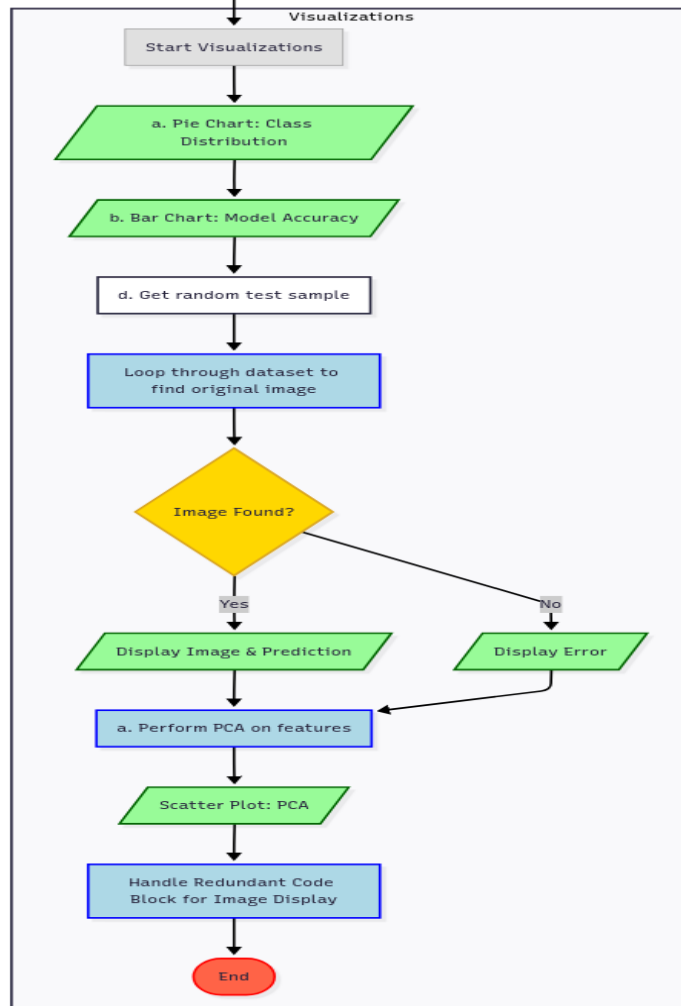 Visualizations
Start Visualizations
a. Pie Chart: Class
Distribution
b. Bar Chart: Model Accuracy
d. Get random test sample
Loop through dataset to
find original image
Image Found?
Yes
No
Display Image & Prediction
Display Error
a. Perform PCA on features
Scatter Plot: PCA
Handle Redundant Code
Block for Image Display
End